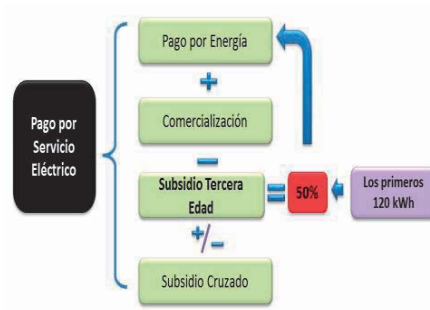 Pago por Energía
+
Comercialización
Pago por
Servicio
Eléctrico
−
Subsidio Tercera
Edad
=
50%
Los primeros
120 kWh
+/−
Subsidio Cruzado